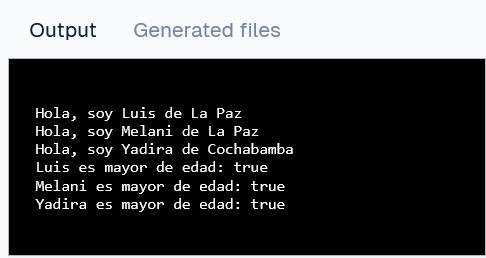 Output Generated files
Hola, soy Luis de La Paz
Hola, soy Melani de La Paz
Hola, soy Yadira de Cochabamba
Luis es mayor de edad: true
Melani es mayor de edad: true
Yadira es mayor de edad: true